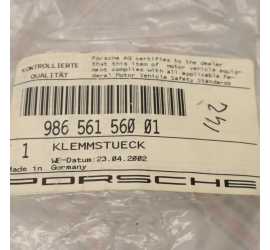 KONTROLLIERTE
QUALITÄT
Porsche AG certifies to the dealer
that this item of motor vehicle equip-
ment complies with all applicable Fe-
deral Motor Vehicle Safety Standards
986 561 560 01
1 KLEMMSTUECK
WE-Datum:23.04.2002
Made in
Germany
PORSCHE